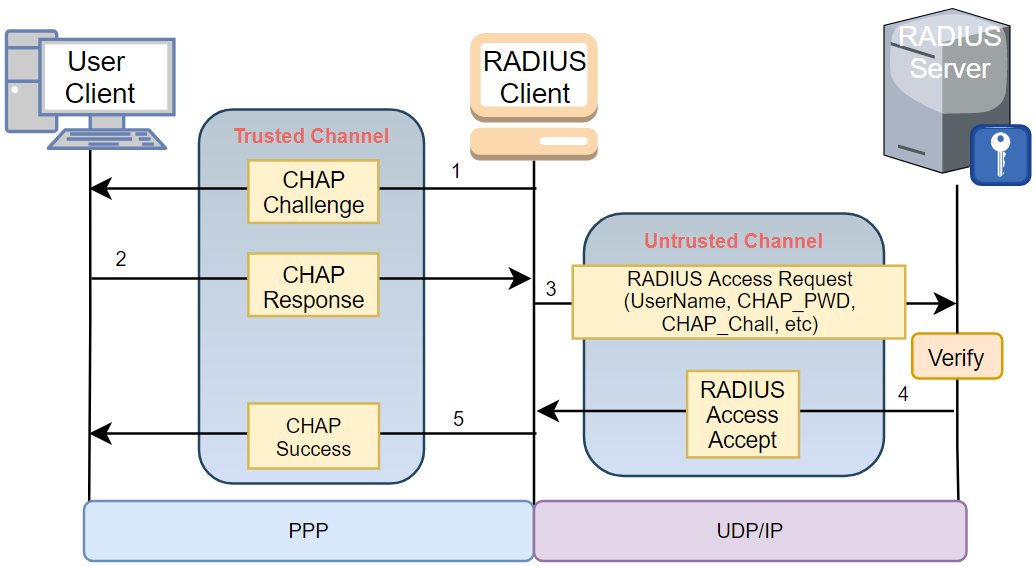 User
Client
RADIUS
Client
RADIUS
Server
Trusted Channel
1
CHAP
Challenge
2
CHAP
Response
Untrusted Channel
3
RADIUS Access Request
(UserName, CHAP_PWD,
CHAP_Chall, etc)
Verify
4
RADIUS
Access
Accept
5
CHAP
Success
PPP
UDP/IP